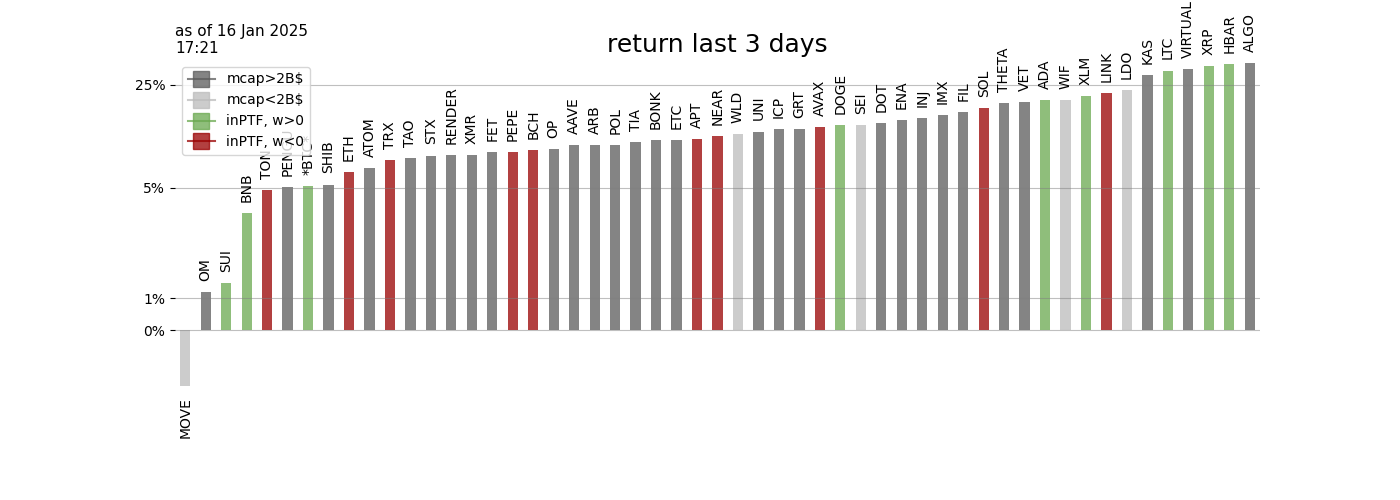 as of 16 Jan 2025
17:21
return last 3 days
mcap>2B$
mcap<2B$
inPTF, w>0
inPTF, w<0
25%
5%
1%
0%
MOVE
OM
SUI
BNB
TON
PENGU
*BTC*
SHIB
ETH
ATOM
TRX
TAO
STX
RENDER
XMR
FET
PEPE
BCH
OP
AAVE
ARB
POL
TIA
BONK
ETC
APT
NEAR
WLD
UNI
ICP
GRT
AVAX
DOGE
SEI
DOT
ENA
INJ
IMX
FIL
SOL
THETA
VET
ADA
WIF
XLM
LINK
LDO
KAS
LTC
VIRTUAL
XRP
HBAR
ALGO